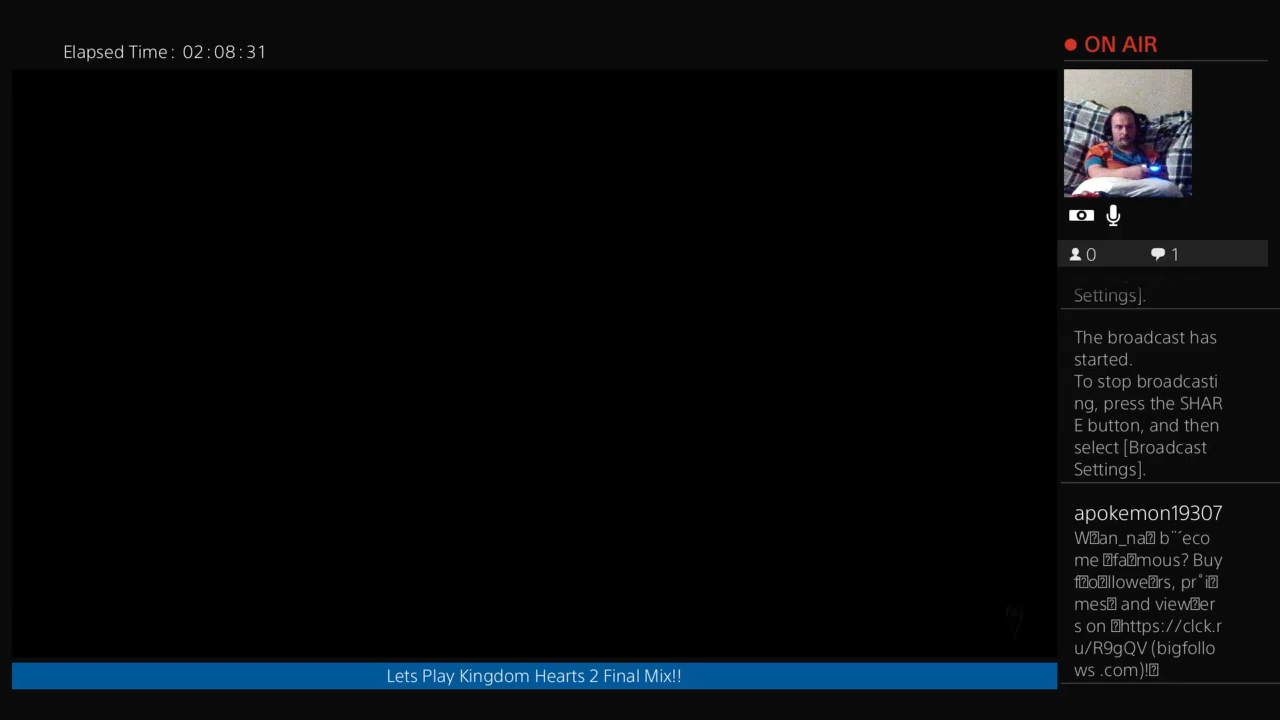 Elapsed Time: 02:08:31
ON AIR
0
1
Settings].
The broadcast has
started.
To stop broadcasti
ng, press the SHAR
E button, and then
select [Broadcast
Settings].
apokemon19307
W⍰an_na⍰ b¨´eco
me ⍰fa⍰mous? Buy
f⍰o⍰llowe⍰rs, pr˚i⍰
mes⍰ and view⍰er
s on ⍰https://clck.r
u/R9gQV (bigfollo
ws .com)!⍰
Lets Play Kingdom Hearts 2 Final Mix!!